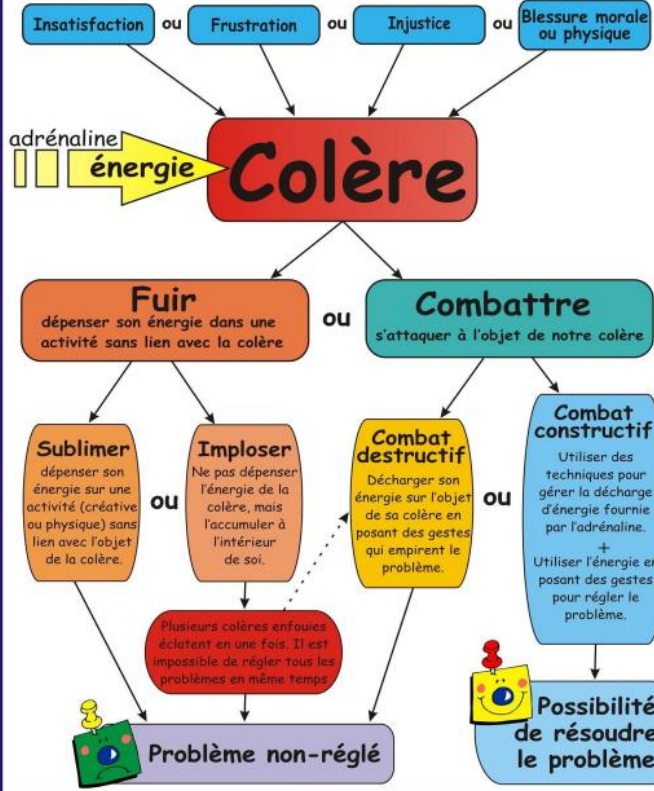 Insatisfaction ou Frustration ou Injustice ou Blessure morale
ou physique
adrénaline
énergie
Colère
Fuir
dépenser son énergie dans une
activité sans lien avec la colère
ou
Combattre
s'attaquer à l'objet de notre colère
Sublimer
dépenser son
énergie sur une
activité (créative
ou physique) sans
lien avec l'objet
de la colère.
ou
Imploser
Ne pas dépenser
l'énergie de la
colère, mais
l'accumuler à
l'intérieur
de soi.
Combat
destructif
Décharger son
énergie sur l'objet
de sa colère en
posant des gestes
qui empirent le
problème.
ou
Combat
constructif
Utiliser des
techniques pour
gérer la décharge
d'énergie fournie
par l'adrénaline.
+
Utiliser l'énergie en
posant des gestes
pour régler le
problème.
Plusieurs colères enfouies
éclatent en une fois. Il est
impossible de régler tous les
problèmes en même temps
Problème non-réglé
Possibilité
de résoudre
le problème